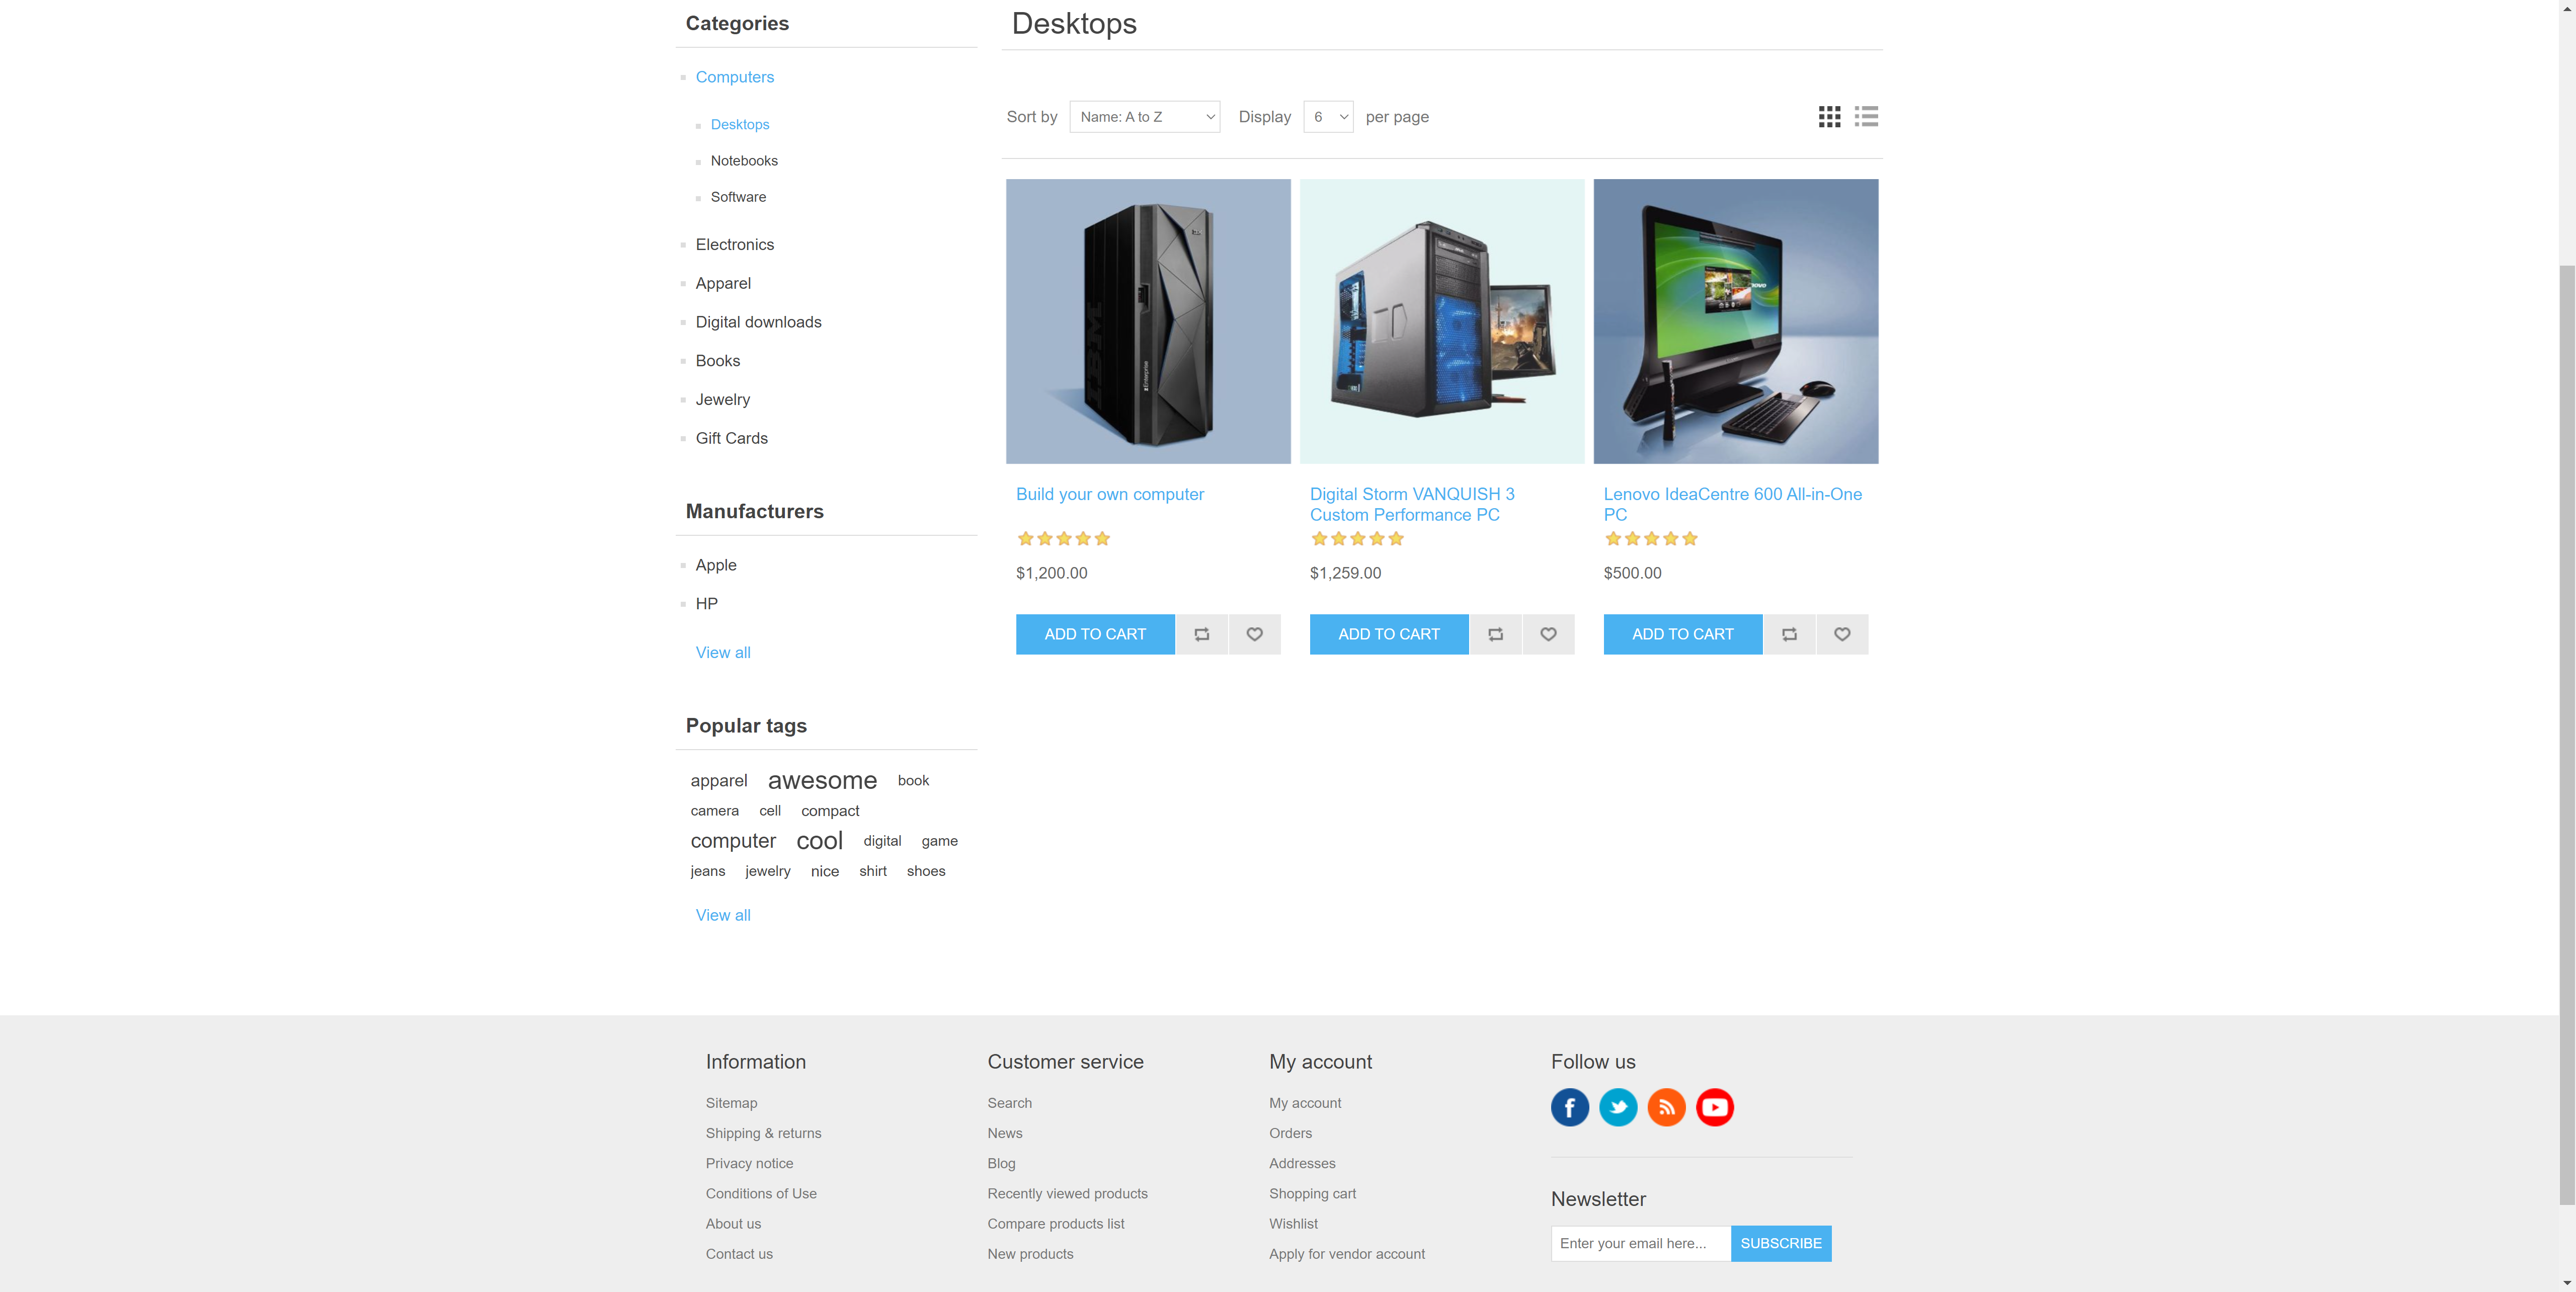 Categories
Computers
Desktops
Notebooks
Software
Electronics
Apparel
Digital downloads
Books
Jewelry
Gift Cards
Manufacturers
Apple
HP
View all
Popular tags
apparel awesome book
camera cell compact
computer cool digital game
jeans jewelry nice shirt shoes
View all
Desktops
Sort by Name: A to Z Display 6 per page
IBM
Build your own computer
$1,200.00
ADD TO CART
Digital Storm VANQUISH 3
Custom Performance PC
$1,259.00
ADD TO CART
Lenovo IdeaCentre 600 All-in-One
PC
$500.00
ADD TO CART
Information
Sitemap
Shipping & returns
Privacy notice
Conditions of Use
About us
Contact us
Customer service
Search
News
Blog
Recently viewed products
Compare products list
New products
My account
My account
Orders
Addresses
Shopping cart
Wishlist
Apply for vendor account
Follow us
Newsletter
Enter your email here... SUBSCRIBE